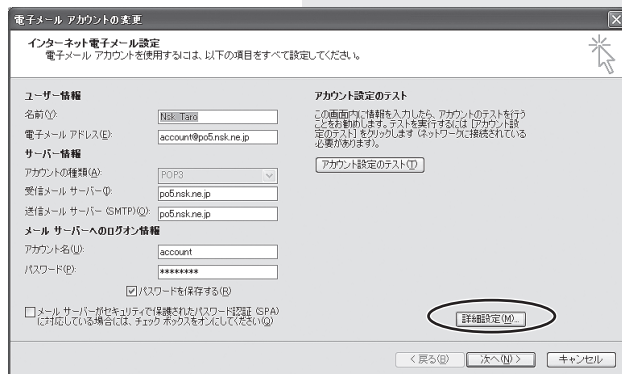 電子メール アカウントの変更
インターネット電子メール設定
電子メール アカウントを使用するには、以下の項目をすべて設定してください。
ユーザー情報
名前(Y):
Nsk Taro
電子メール アドレス(E):
account@po5.nsk.ne.jp
サーバー情報
アカウントの種類(A):
POP3
受信メール サーバー(I):
po5.nsk.ne.jp
送信メール サーバー (SMTP)(O):
po5.nsk.ne.jp
メール サーバーへのログオン情報
アカウント名(U):
account
パスワード(P):
********
パスワードを保存する(R)
メール サーバーがセキュリティで保護されたパスワード認証 (SPA)
に対応している場合には、チェック ボックスをオンにしてください(Q)
アカウント設定のテスト
この画面内に情報を入力したら、アカウントのテストを行う
ことをお勧めします。テストを実行するには [アカウント設
定のテスト] をクリックします (ネットワークに接続されている
必要があります)。
アカウント設定のテスト(T)
詳細設定(M)...
< 戻る(B)
次へ(N) >
キャンセル